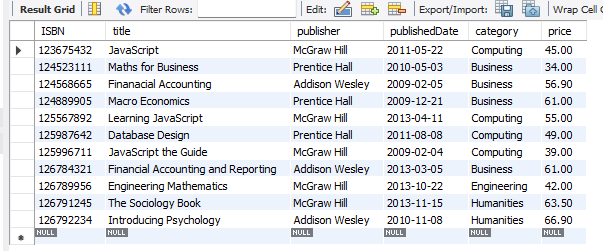 Result Grid Filter Rows: Edit: Export/Import: Wrap Cell C
ISBN title publisher publishedDate category price
123675432 JavaScript McGraw Hill 2011-05-22 Computing 45.00
124523111 Maths for Business Prentice Hall 2010-05-03 Business 34.00
124568665 Finanacial Accounting Addison Wesley 2009-02-05 Business 56.90
124889905 Macro Economics Prentice Hall 2009-12-21 Business 61.00
125567892 Learning JavaScript McGraw Hill 2013-04-11 Computing 55.00
125987642 Database Design Prentice Hall 2011-08-08 Computing 49.00
125996711 JavaScript the Guide McGraw Hill 2009-02-04 Computing 39.00
126784321 Financial Accounting and Reporting Addison Wesley 2013-03-05 Business 61.00
126789956 Engineering Mathematics McGraw Hill 2013-10-22 Engineering 42.00
126791245 The Sociology Book McGraw Hill 2013-11-15 Humanities 63.50
126792234 Introducing Psychology Addison Wesley 2010-11-08 Humanities 66.90
NULL NULL NULL NULL NULL NULL